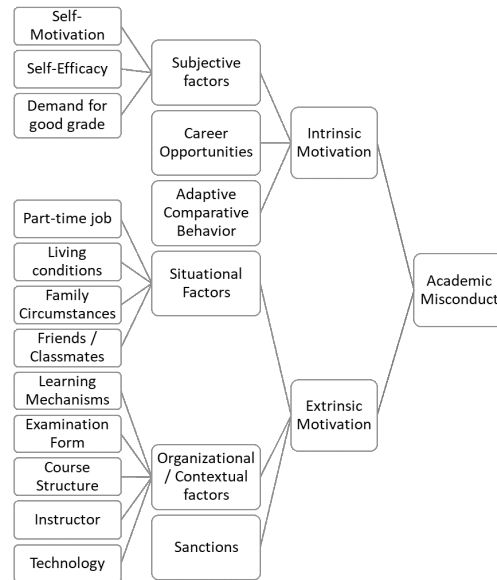 Self-
Motivation
Self-Efficacy
Demand for
good grade
Subjective
factors
Career
Opportunities
Adaptive
Comparative
Behavior
Intrinsic
Motivation
Part-time job
Living
conditions
Family
Circumstances
Friends /
Classmates
Situational
Factors
Learning
Mechanisms
Examination
Form
Course
Structure
Instructor
Technology
Organizational
/ Contextual
factors
Sanctions
Extrinsic
Motivation
Academic
Misconduct